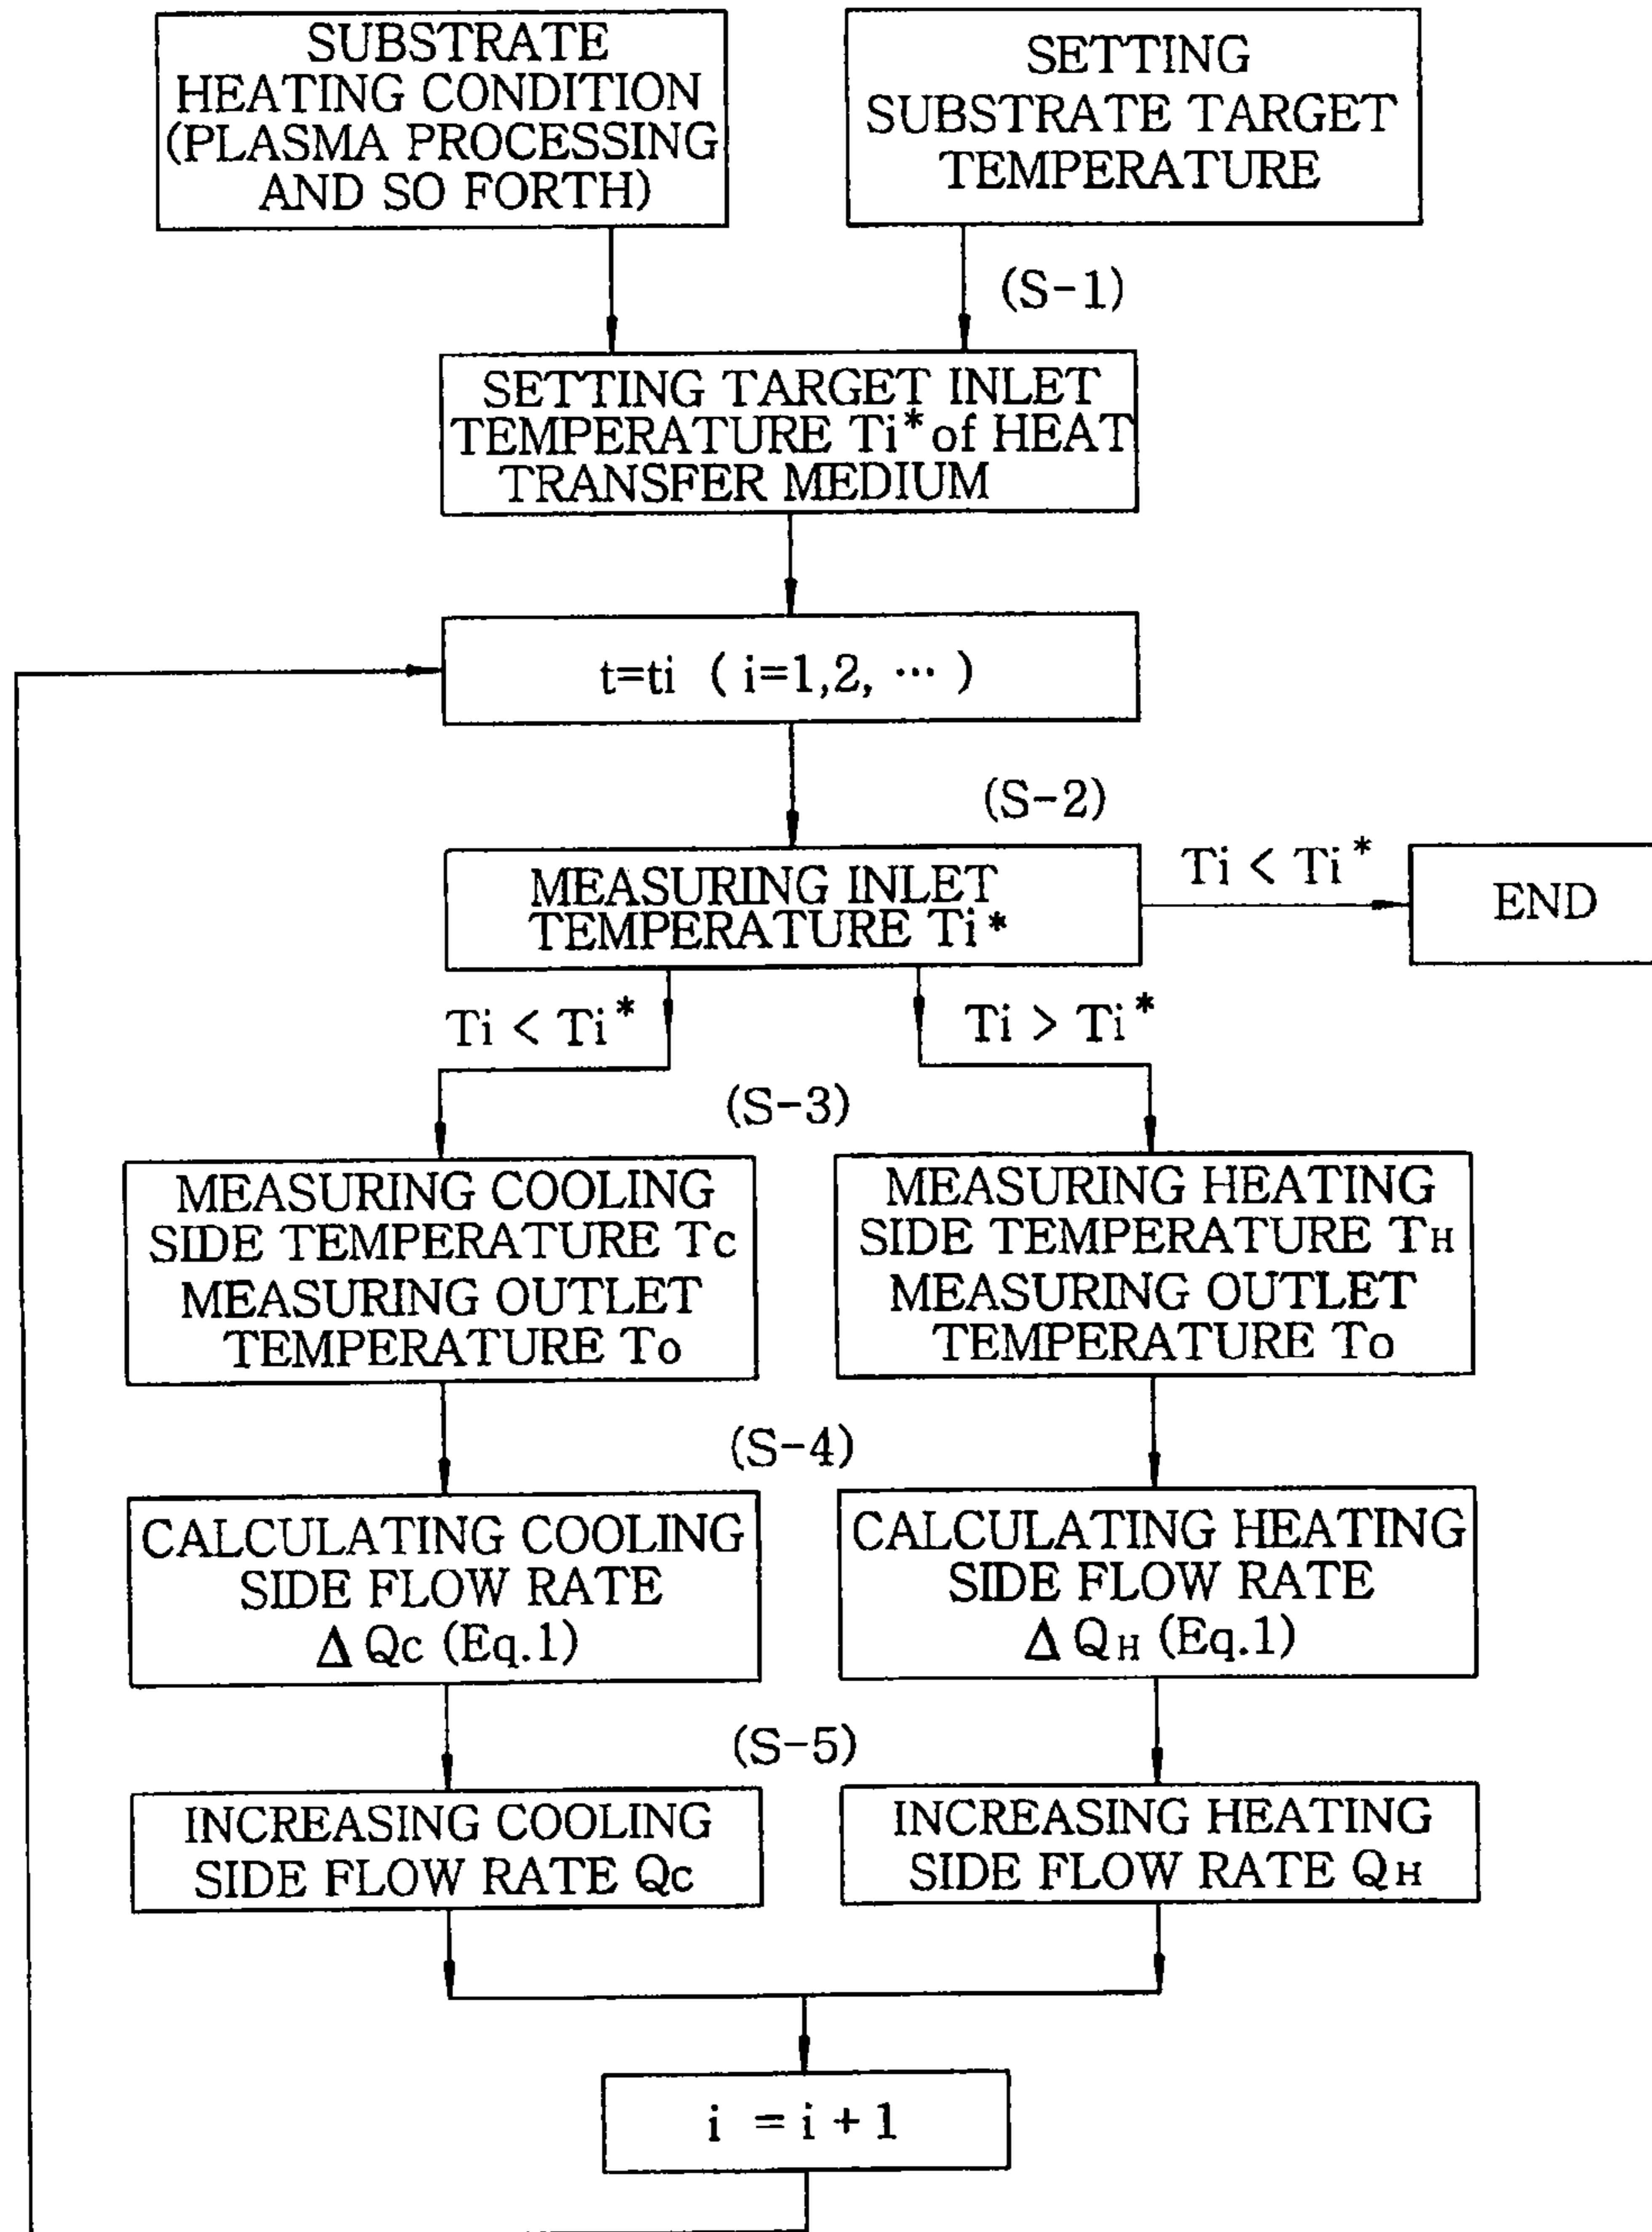 SUBSTRATE
HEATING CONDITION
(PLASMA PROCESSING
AND SO FORTH)
SETTING
SUBSTRATE TARGET
TEMPERATURE
(S-1)
SETTING TARGET INLET
TEMPERATURE Ti* of HEAT
TRANSFER MEDIUM
t=ti ( i=1,2, ··· )
(S-2)
MEASURING INLET
TEMPERATURE Ti*
Ti < Ti*
END
Ti < Ti*
Ti > Ti*
(S-3)
MEASURING COOLING
SIDE TEMPERATURE Tc
MEASURING OUTLET
TEMPERATURE To
MEASURING HEATING
SIDE TEMPERATURE TH
MEASURING OUTLET
TEMPERATURE To
(S-4)
CALCULATING COOLING
SIDE FLOW RATE
Δ Qc (Eq.1)
CALCULATING HEATING
SIDE FLOW RATE
Δ QH (Eq.1)
(S-5)
INCREASING COOLING
SIDE FLOW RATE Qc
INCREASING HEATING
SIDE FLOW RATE QH
i = i + 1